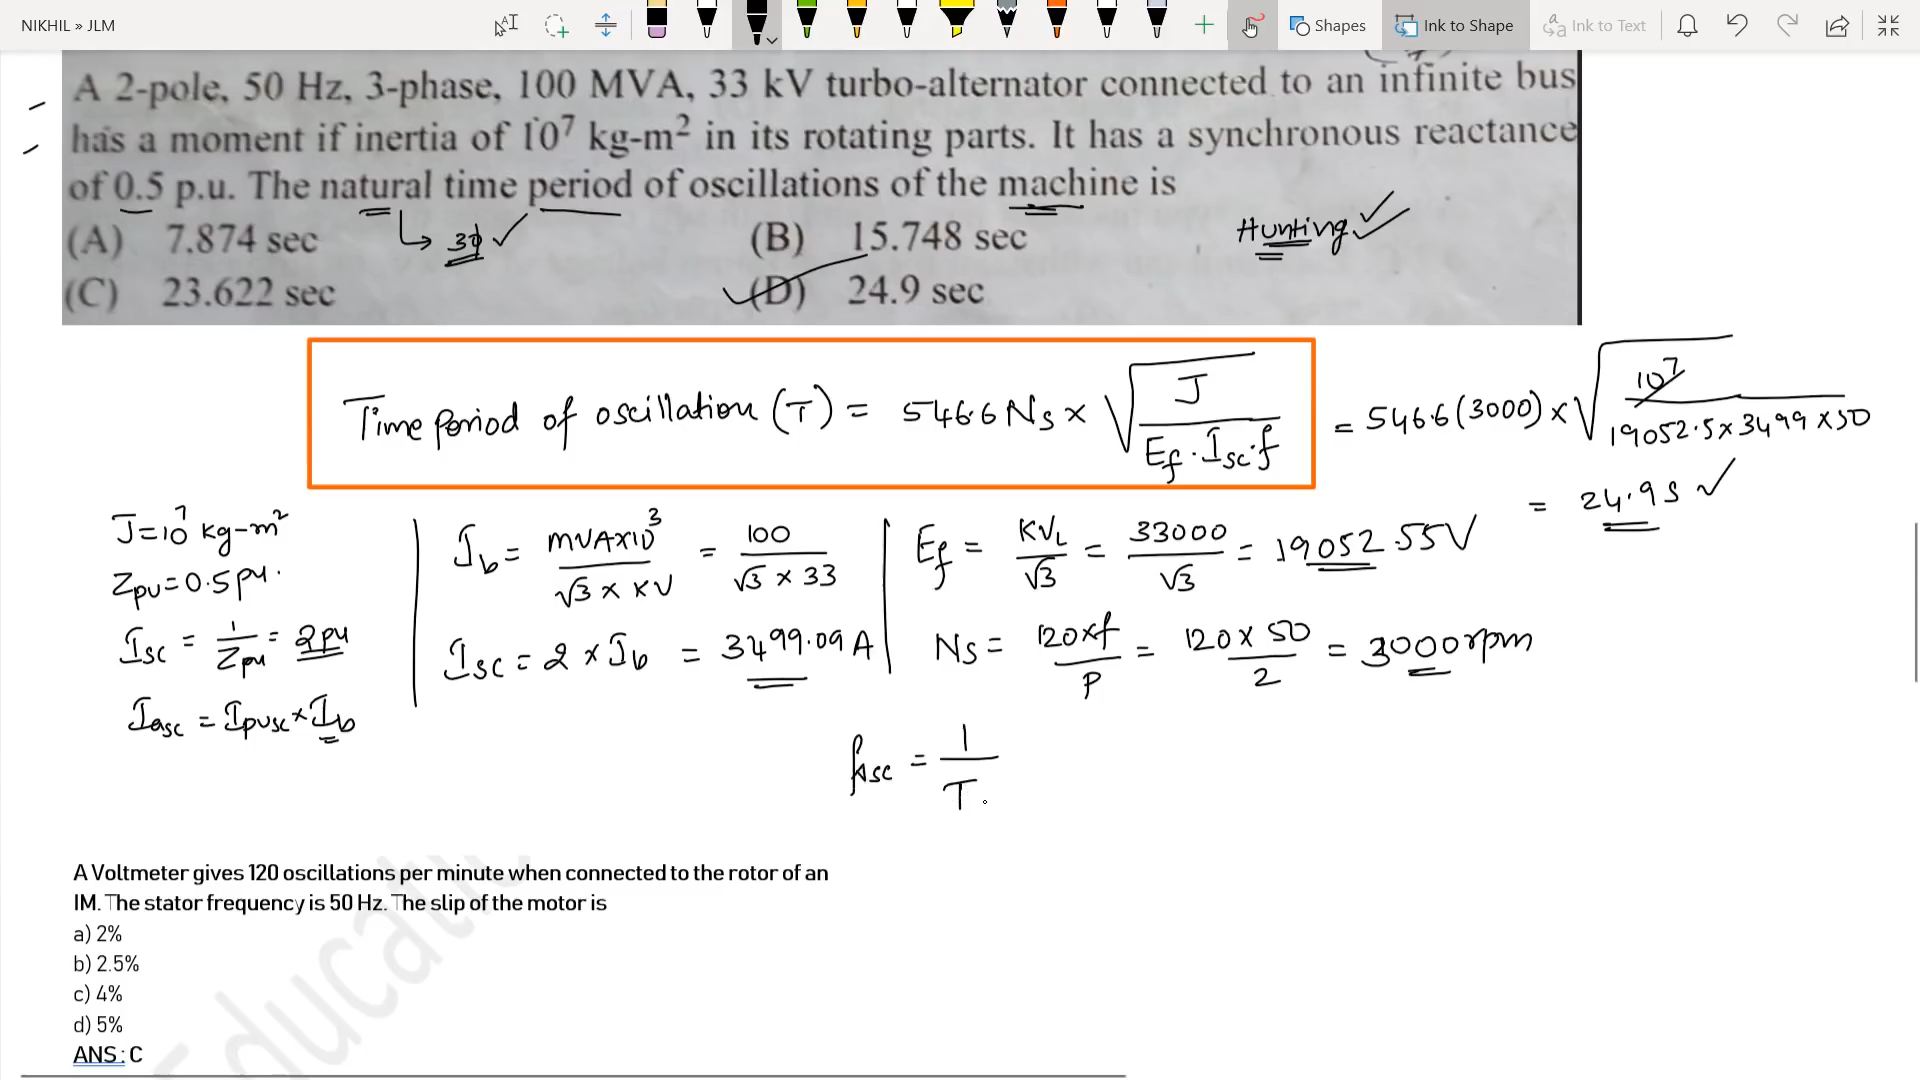 NIKHIL » JLM
Shapes
Ink to Shape
Ink to Text
A 2-pole, 50 Hz, 3-phase, 100 MVA, 33 kV turbo-alternator connected to an infinite bus
has a moment if inertia of 10⁷ kg-m² in its rotating parts. It has a synchronous reactance
of 0.5 p.u. The natural time period of oscillations of the machine is
(A) 7.874 sec
(B) 15.748 sec
(C) 23.622 sec
(D) 24.9 sec
3ϕ ✓
Hunting ✓
Time Period of oscillation (T) = 546.6 Ns × √(J / (Ef · Isc · f))
= 546.6 (3000) × √(10⁷ / (19052.5 × 3499 × 50))
= 24.9 s ✓
J = 10⁷ kg-m²
Zpu = 0.5 pu.
Isc = 1/Zpu = 2pu
Iasc = Ipusc × Ib
Ib = MVA×10³ / (√3 × KV) = 100 / (√3 × 33)
Isc = 2 × Ib = 3499.09 A
Ef = KVL / √3 = 33000 / √3 = 19052.55V
Ns = 120×f / P = 120 × 50 / 2 = 3000 rpm
= 1 / T.
A Voltmeter gives 120 oscillations per minute when connected to the rotor of an
IM. The stator frequency is 50 Hz. The slip of the motor is
a) 2%
b) 2.5%
c) 4%
d) 5%
ANS : C
Educatic